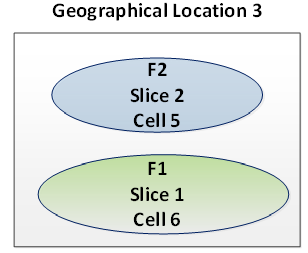 Geographical Location 3
F2
Slice 2
Cell 5
F1
Slice 1
Cell 6